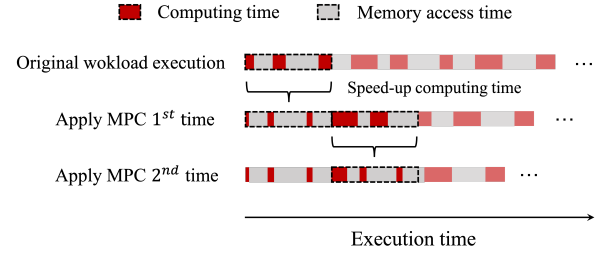 Computing time
Memory access time
Original wokload execution
...
Speed-up computing time
Apply MPC 1st time
...
Apply MPC 2nd time
...
Execution time